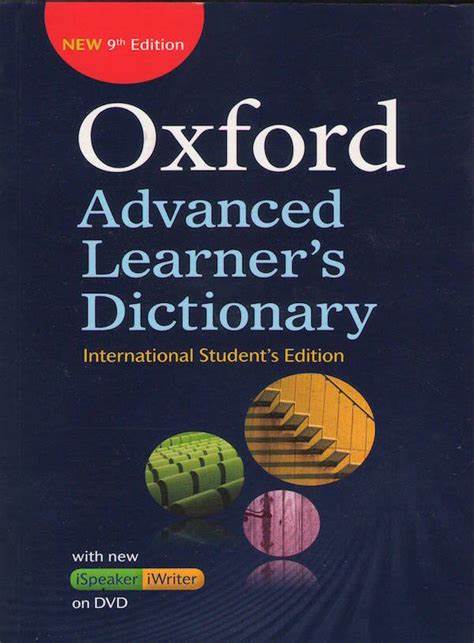 NEW 9th Edition
Oxford
Advanced
Learner's
Dictionary
International Student's Edition
with new
iSpeaker iWriter
on DVD